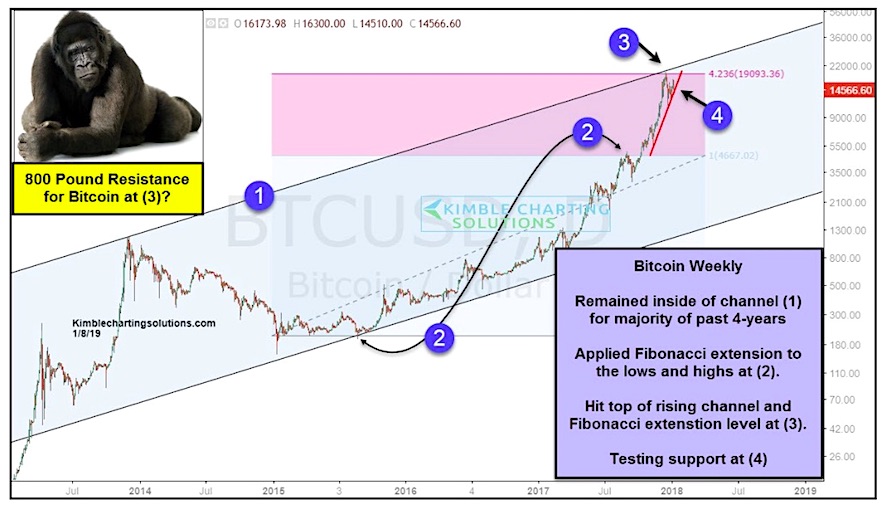 O 16173.98 H 16300.00 L 14510.00 C 14566.60
56000.00
36000.00
22000.00
14566.60
9000.00
5500.00
3500.00
2100.00
1300.00
800.00
500.00
300.00
180.00
110.00
70.00
42.00
26.00
800 Pound Resistance
for Bitcoin at (3)?
3
4.236(19093.36)
4
2
1(4667.02)
1
KIMBLE CHARTING
SOLUTIONS
BTCUSD, D
Bitcoin / Dollar
Kimblechartingsolutions.com
1/8/19
2
Bitcoin Weekly
Remained inside of channel (1)
for majority of past 4-years
Applied Fibonacci extension to
the lows and highs at (2).
Hit top of rising channel and
Fibonacci extenstion level at (3).
Testing support at (4)
Jul 2014 Jul 2015 3 2016 4 2017 Jul 2018 Jul 2019